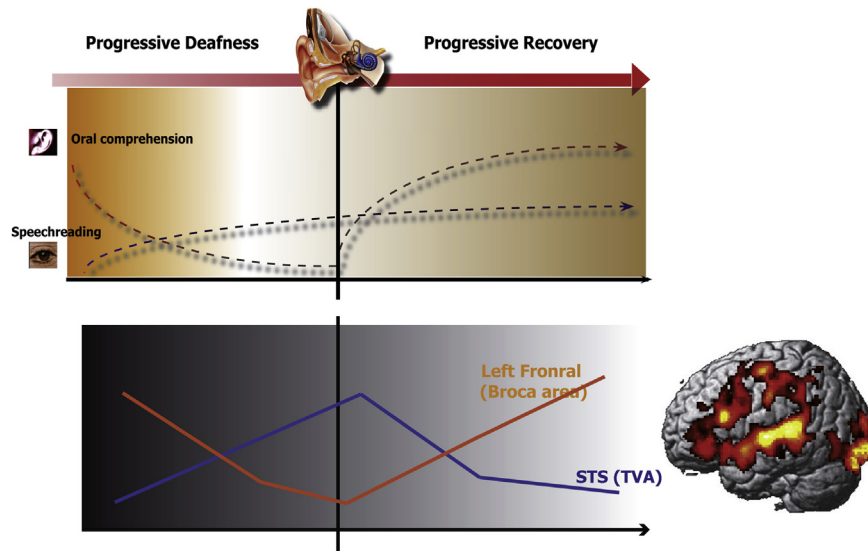 Progressive Deafness
Progressive Recovery
Oral comprehension
Speechreading
Left Fronral
(Broca area)
STS (TVA)